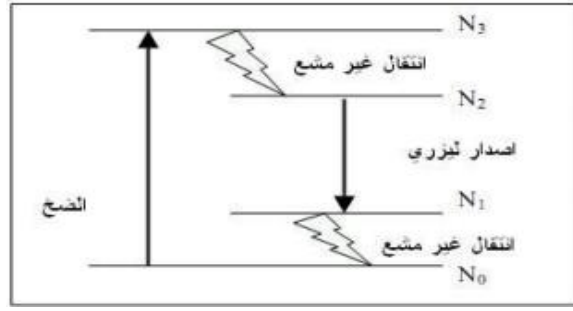 N₃
انتقال غير مشع
N₂
اصدار ليزري
الضخ
N₁
انتقال غير مشع
N₀